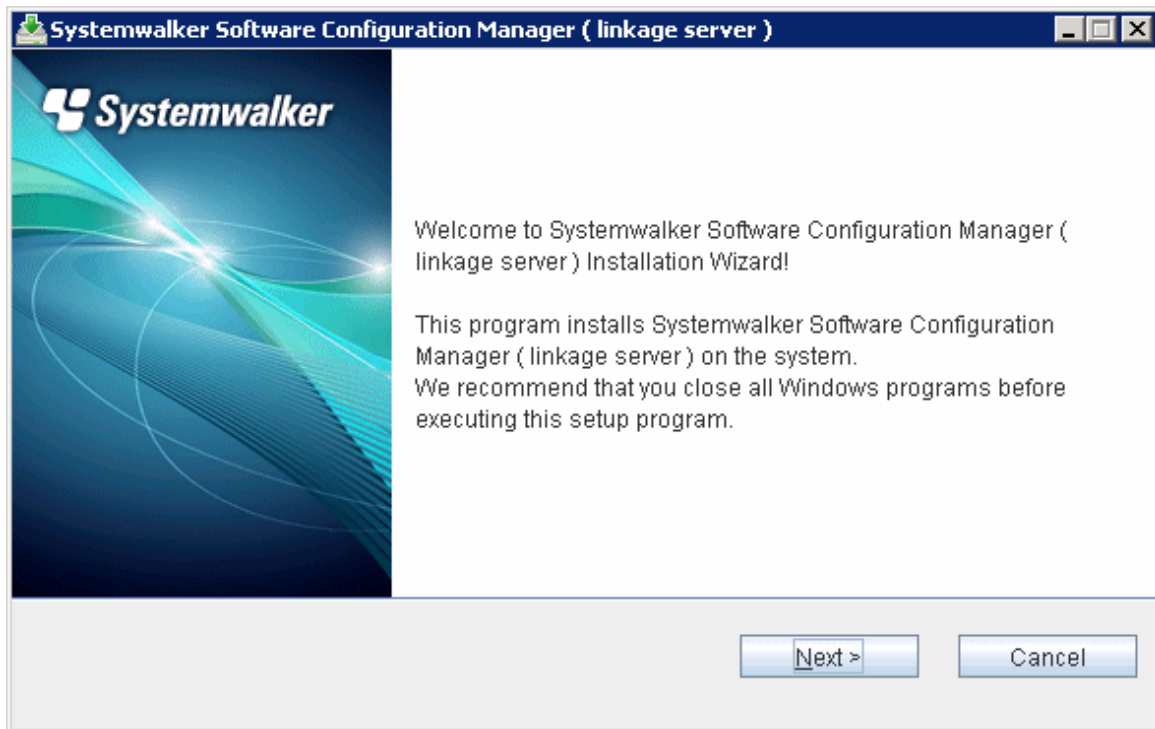 Systemwalker Software Configuration Manager ( linkage server )
Systemwalker
Welcome to Systemwalker Software Configuration Manager (
linkage server ) Installation Wizard!
This program installs Systemwalker Software Configuration
Manager ( linkage server ) on the system.
We recommend that you close all Windows programs before
executing this setup program.
Next >
Cancel